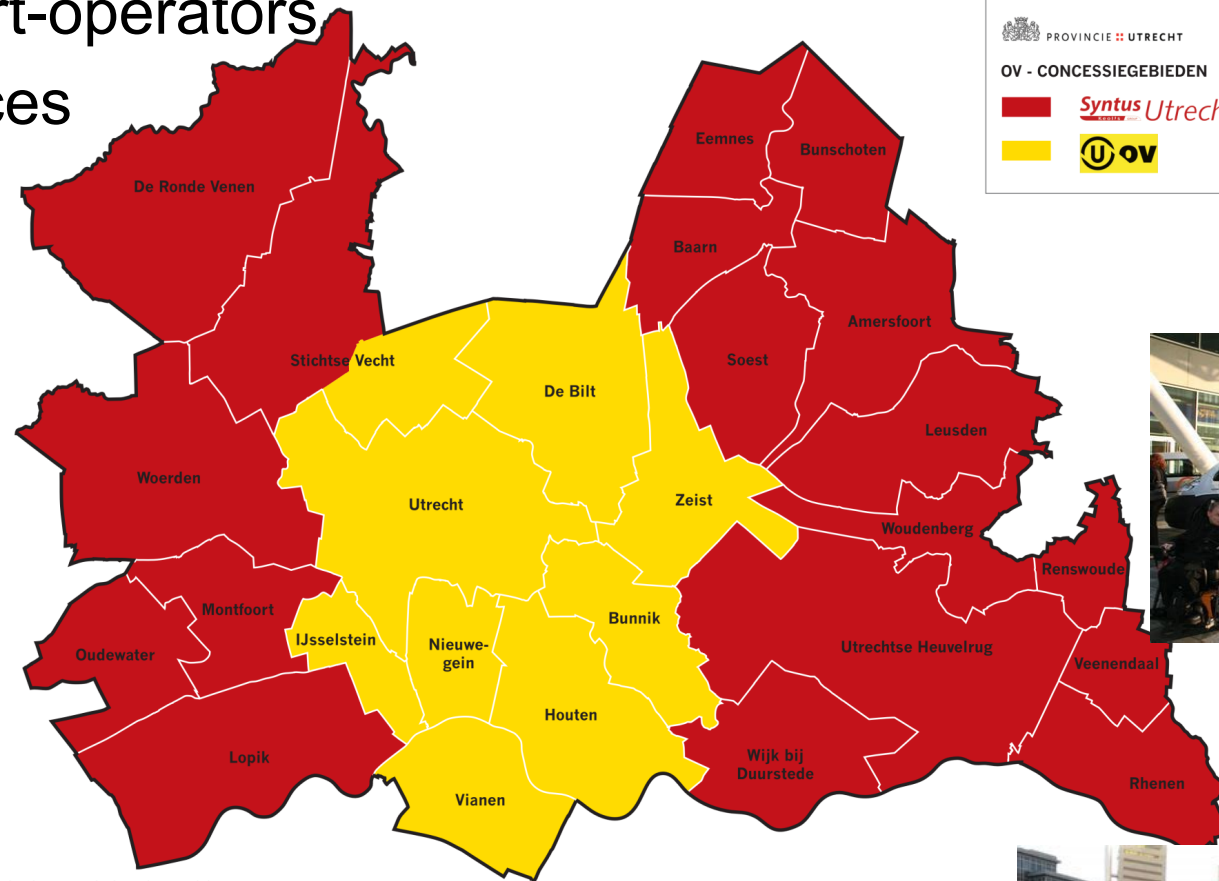 rt-operators
ces
PROVINCIE :: UTRECHT
OV - CONCESSIEGEBIEDEN
Syntus Utrech
U OV
Eemnes
Bunschoten
De Ronde Venen
Baarn
Amersfoort
Stichtse Vecht
Soest
De Bilt
Leusden
Woerden
Utrecht
Zeist
Woudenberg
Renswoude
Montfoort
Bunnik
IJsselstein
Nieuwe-
gein
Utrechtse Heuvelrug
Oudewater
Veenendaal
Houten
Lopik
Wijk bij
Duurstede
Rhenen
Vianen